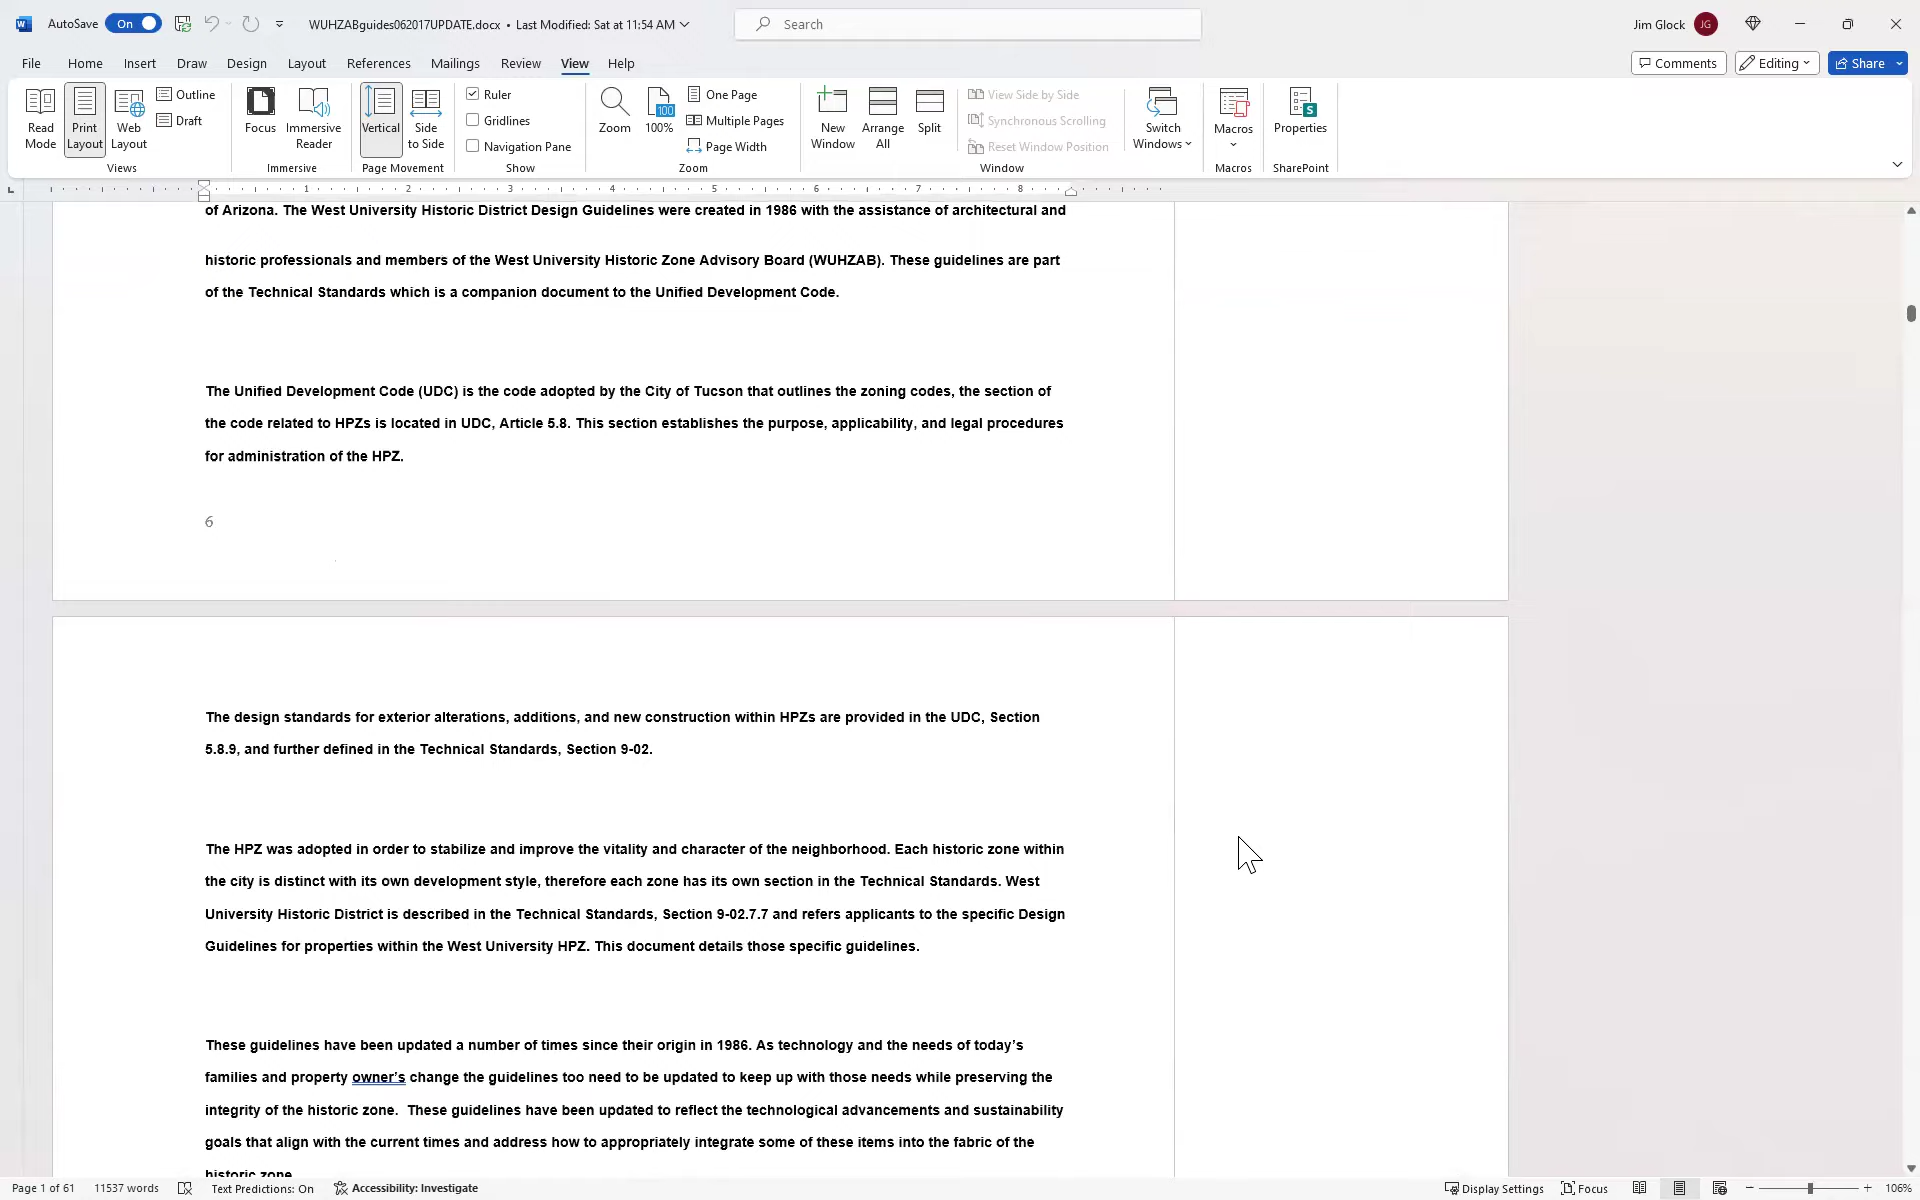 AutoSave On WUHZABguides062017UPDATE.docx • Last Modified: Sat at 11:54 AM Search Jim Glock JG
File Home Insert Draw Design Layout References Mailings Review View Help Comments Editing Share
Read Mode
Print Layout
Web Layout
Outline
Draft
Views
Focus
Immersive Reader
Immersive
Vertical
Side to Side
Page Movement
Ruler
Gridlines
Navigation Pane
Show
Zoom
100
100%
One Page
Multiple Pages
Page Width
Zoom
New Window
Arrange All
Split
View Side by Side
Synchronous Scrolling
Reset Window Position
Switch Windows
Window
Macros
Macros
S
Properties
SharePoint
1 2 3 4 5 6 7 8
of Arizona. The West University Historic District Design Guidelines were created in 1986 with the assistance of architectural and
historic professionals and members of the West University Historic Zone Advisory Board (WUHZAB). These guidelines are part
of the Technical Standards which is a companion document to the Unified Development Code.
The Unified Development Code (UDC) is the code adopted by the City of Tucson that outlines the zoning codes, the section of
the code related to HPZs is located in UDC, Article 5.8. This section establishes the purpose, applicability, and legal procedures
for administration of the HPZ.
6
The design standards for exterior alterations, additions, and new construction within HPZs are provided in the UDC, Section
5.8.9, and further defined in the Technical Standards, Section 9-02.
The HPZ was adopted in order to stabilize and improve the vitality and character of the neighborhood. Each historic zone within
the city is distinct with its own development style, therefore each zone has its own section in the Technical Standards. West
University Historic District is described in the Technical Standards, Section 9-02.7.7 and refers applicants to the specific Design
Guidelines for properties within the West University HPZ. This document details those specific guidelines.
These guidelines have been updated a number of times since their origin in 1986. As technology and the needs of today’s
families and property owner’s change the guidelines too need to be updated to keep up with those needs while preserving the
integrity of the historic zone. These guidelines have been updated to reflect the technological advancements and sustainability
goals that align with the current times and address how to appropriately integrate some of these items into the fabric of the
historic zone.
Page 1 of 61 11537 words Text Predictions: On Accessibility: Investigate Display Settings Focus 106%